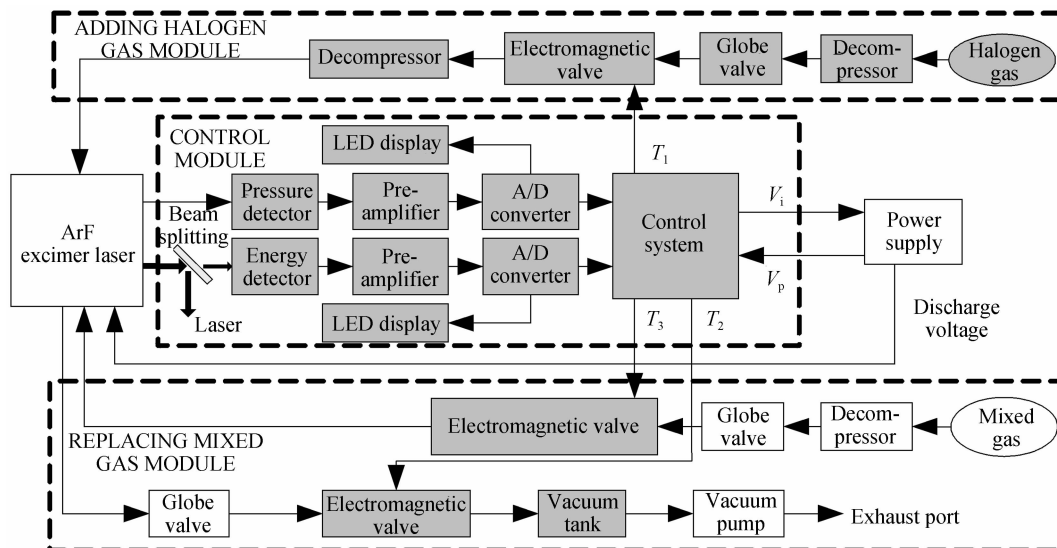 ADDING HALOGEN
GAS MODULE
Decompressor
Electromagnetic
valve
Globe
valve
Decom-
pressor
Halogen
gas
CONTROL
MODULE
LED display
T1
ArF
excimer laser
Beam
splitting
Pressure
detector
Pre-
amplifier
A/D
converter
Control
system
Vi
Power
supply
Energy
detector
Pre-
amplifier
A/D
converter
Vp
Laser
LED display
T3
T2
Discharge
voltage
REPLACING MIXED
GAS MODULE
Electromagnetic valve
Globe
valve
Decom-
pressor
Mixed
gas
Globe
valve
Electromagnetic
valve
Vacuum
tank
Vacuum
pump
Exhaust port